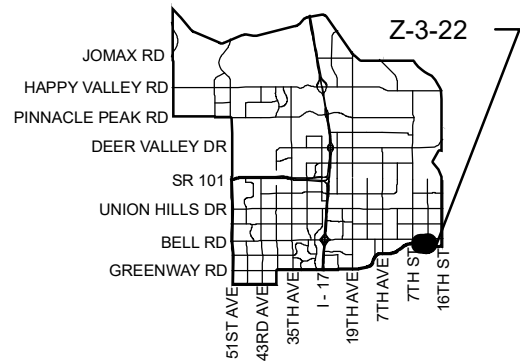 Z-3-22
JOMAX RD
HAPPY VALLEY RD
PINNACLE PEAK RD
DEER VALLEY DR
SR 101
UNION HILLS DR
BELL RD
GREENWAY RD
51ST AVE
43RD AVE
35TH AVE
I - 17
19TH AVE
7TH AVE
7TH ST
16TH ST